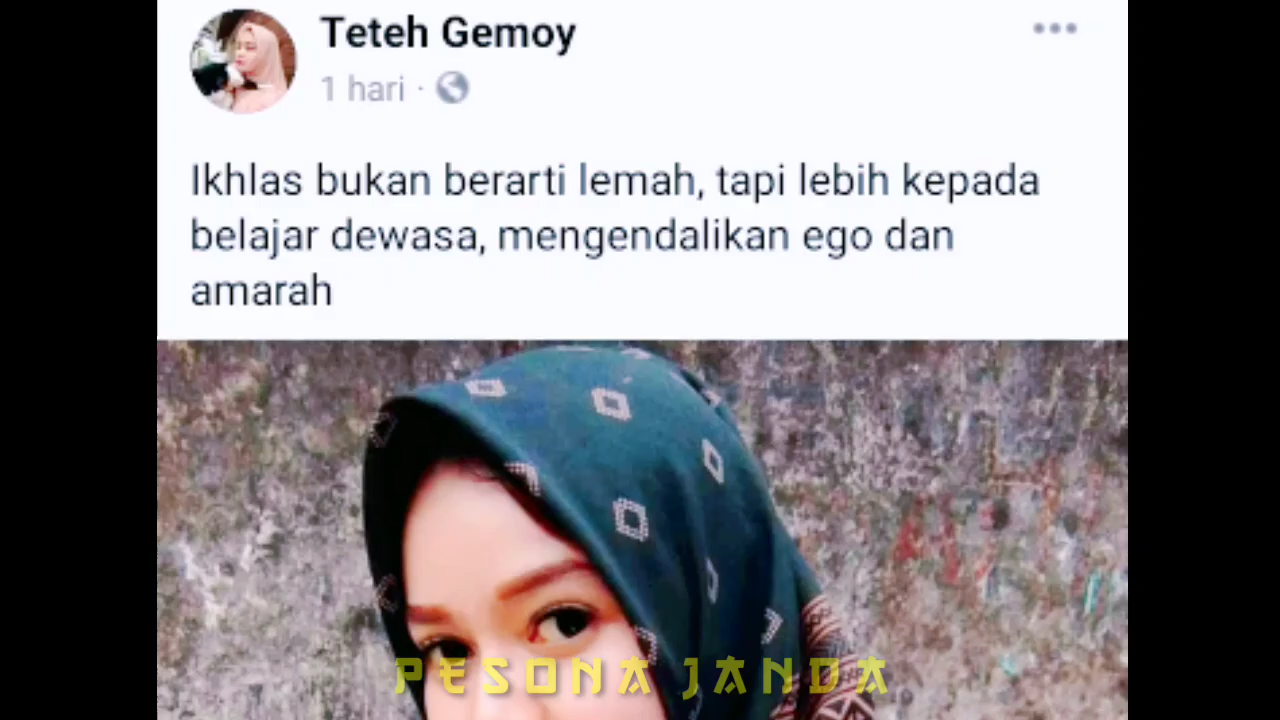 Teteh Gemoy
1 hari ·
Ikhlas bukan berarti lemah, tapi lebih kepada
belajar dewasa, mengendalikan ego dan
amarah
PESONA JANDA